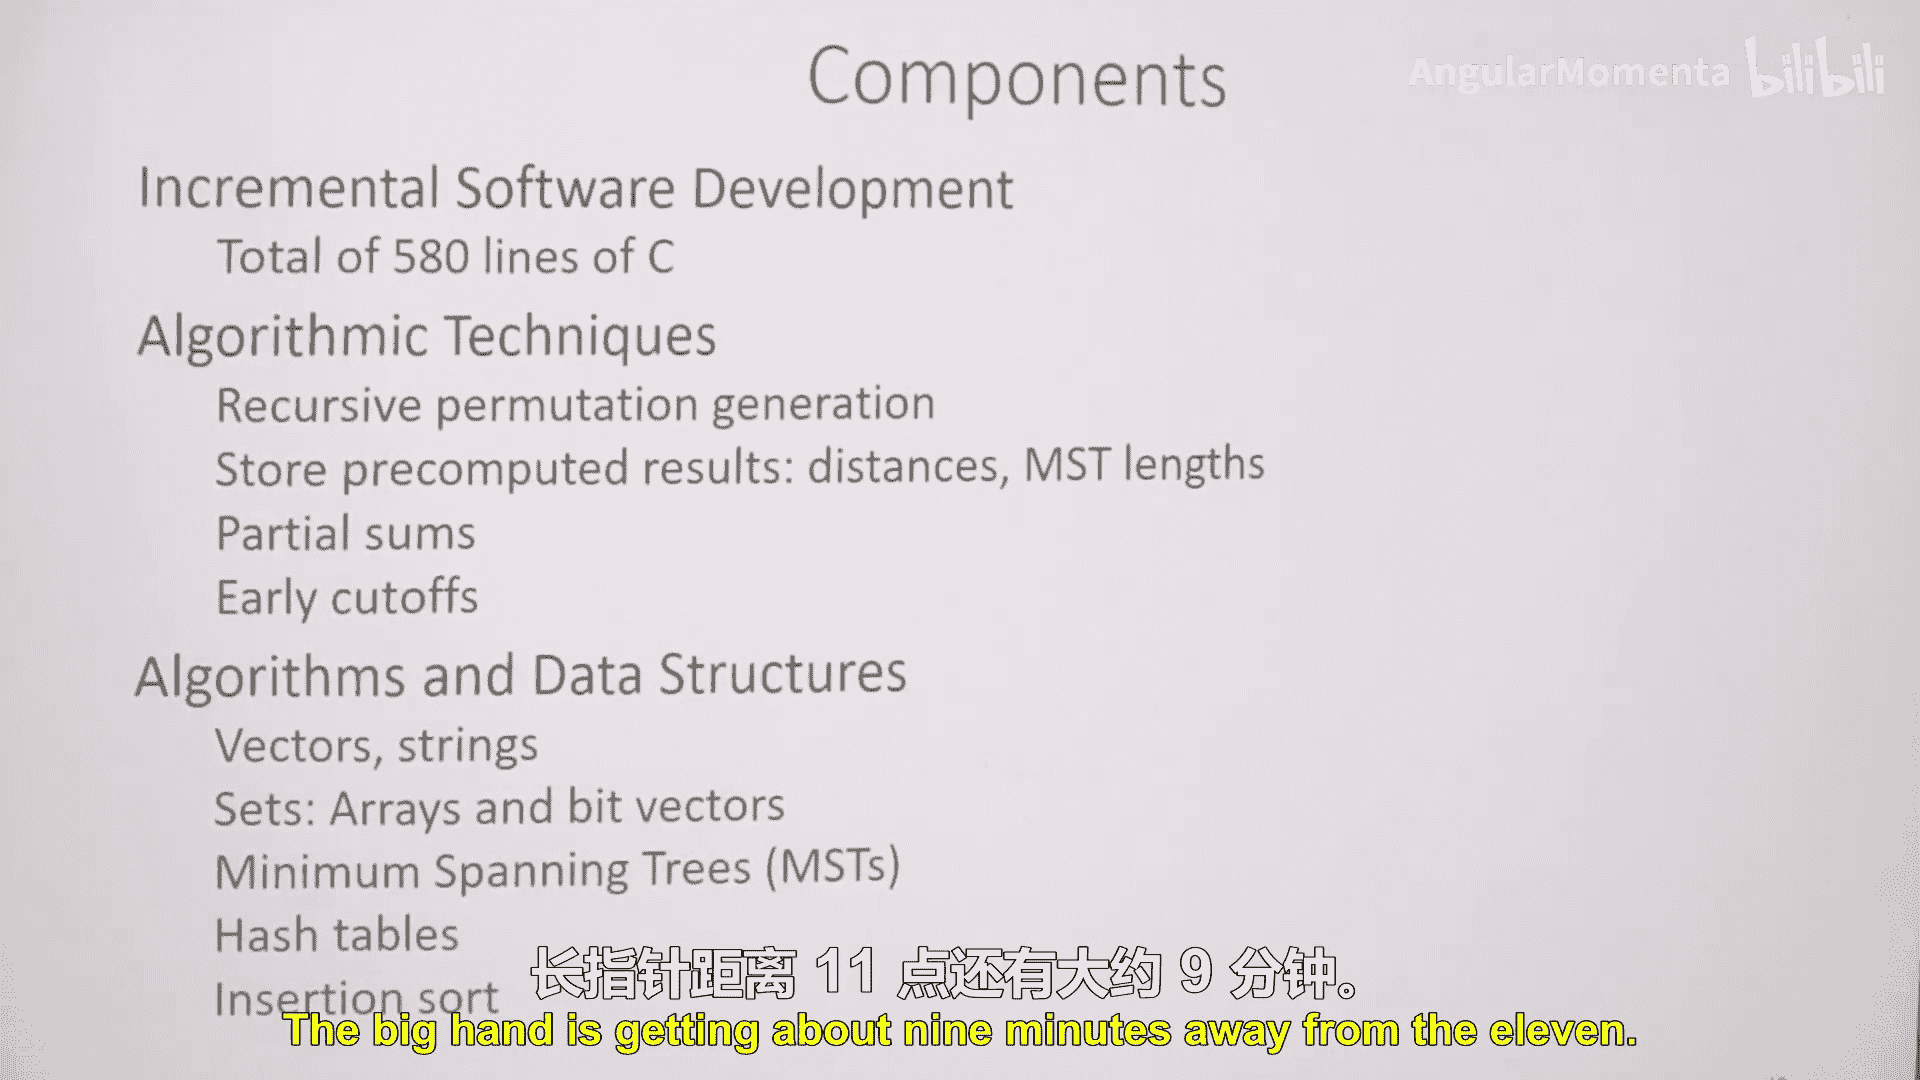 Components
AngularMomenta bilibili
Incremental Software Development
Total of 580 lines of C
Algorithmic Techniques
Recursive permutation generation
Store precomputed results: distances, MST lengths
Partial sums
Early cutoffs
Algorithms and Data Structures
Vectors, strings
Sets: Arrays and bit vectors
Minimum Spanning Trees (MSTs)
Hash tables
Insertion sort
长指针距离 11 点还有大约 9 分钟。
The big hand is getting about nine minutes away from the eleven.